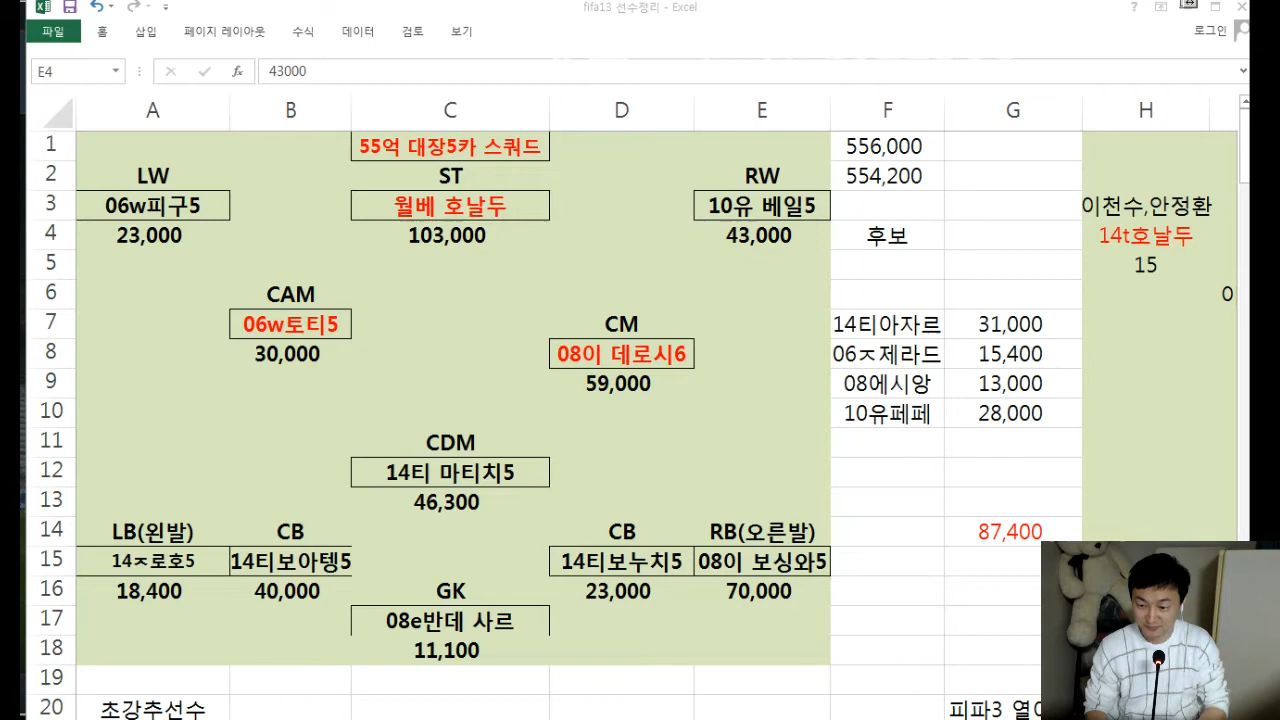 fifa13 선수정리 - Excel
파일 홈 삽입 페이지 레이아웃 수식 데이터 검토 보기 로그인
E4 fx 43000
A B C D E F G H
1 55억 대장5카 스쿼드 556,000
2 LW ST RW 554,200
3 06w피구5 월베 호날두 10유 베일5 이천수,안정환
4 23,000 103,000 43,000 후보 14t호날두
5 15
6 CAM 0
7 06w토티5 CM 14티아자르 31,000
8 30,000 08이 데로시6 06ㅈ제라드 15,400
9 59,000 08에시앙 13,000
10 10유페페 28,000
11 CDM
12 14티 마티치5
13 46,300
14 LB(왼발) CB CB RB(오른발) 87,400
15 14ㅈ로호5 14티보아텡5 14티보누치5 08이 보싱와5
16 18,400 40,000 GK 23,000 70,000
17 08e반데 사르
18 11,100
19
20 초강추선수 피파3